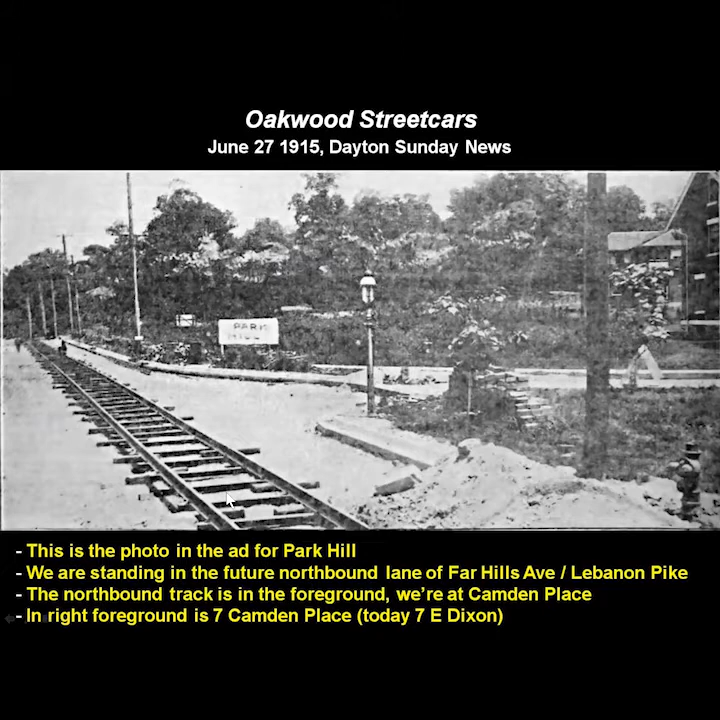 Oakwood Streetcars
June 27 1915, Dayton Sunday News
PARK
HILL
- This is the photo in the ad for Park Hill
- We are standing in the future northbound lane of Far Hills Ave / Lebanon Pike
- The northbound track is in the foreground, we're at Camden Place
- In right foreground is 7 Camden Place (today 7 E Dixon)